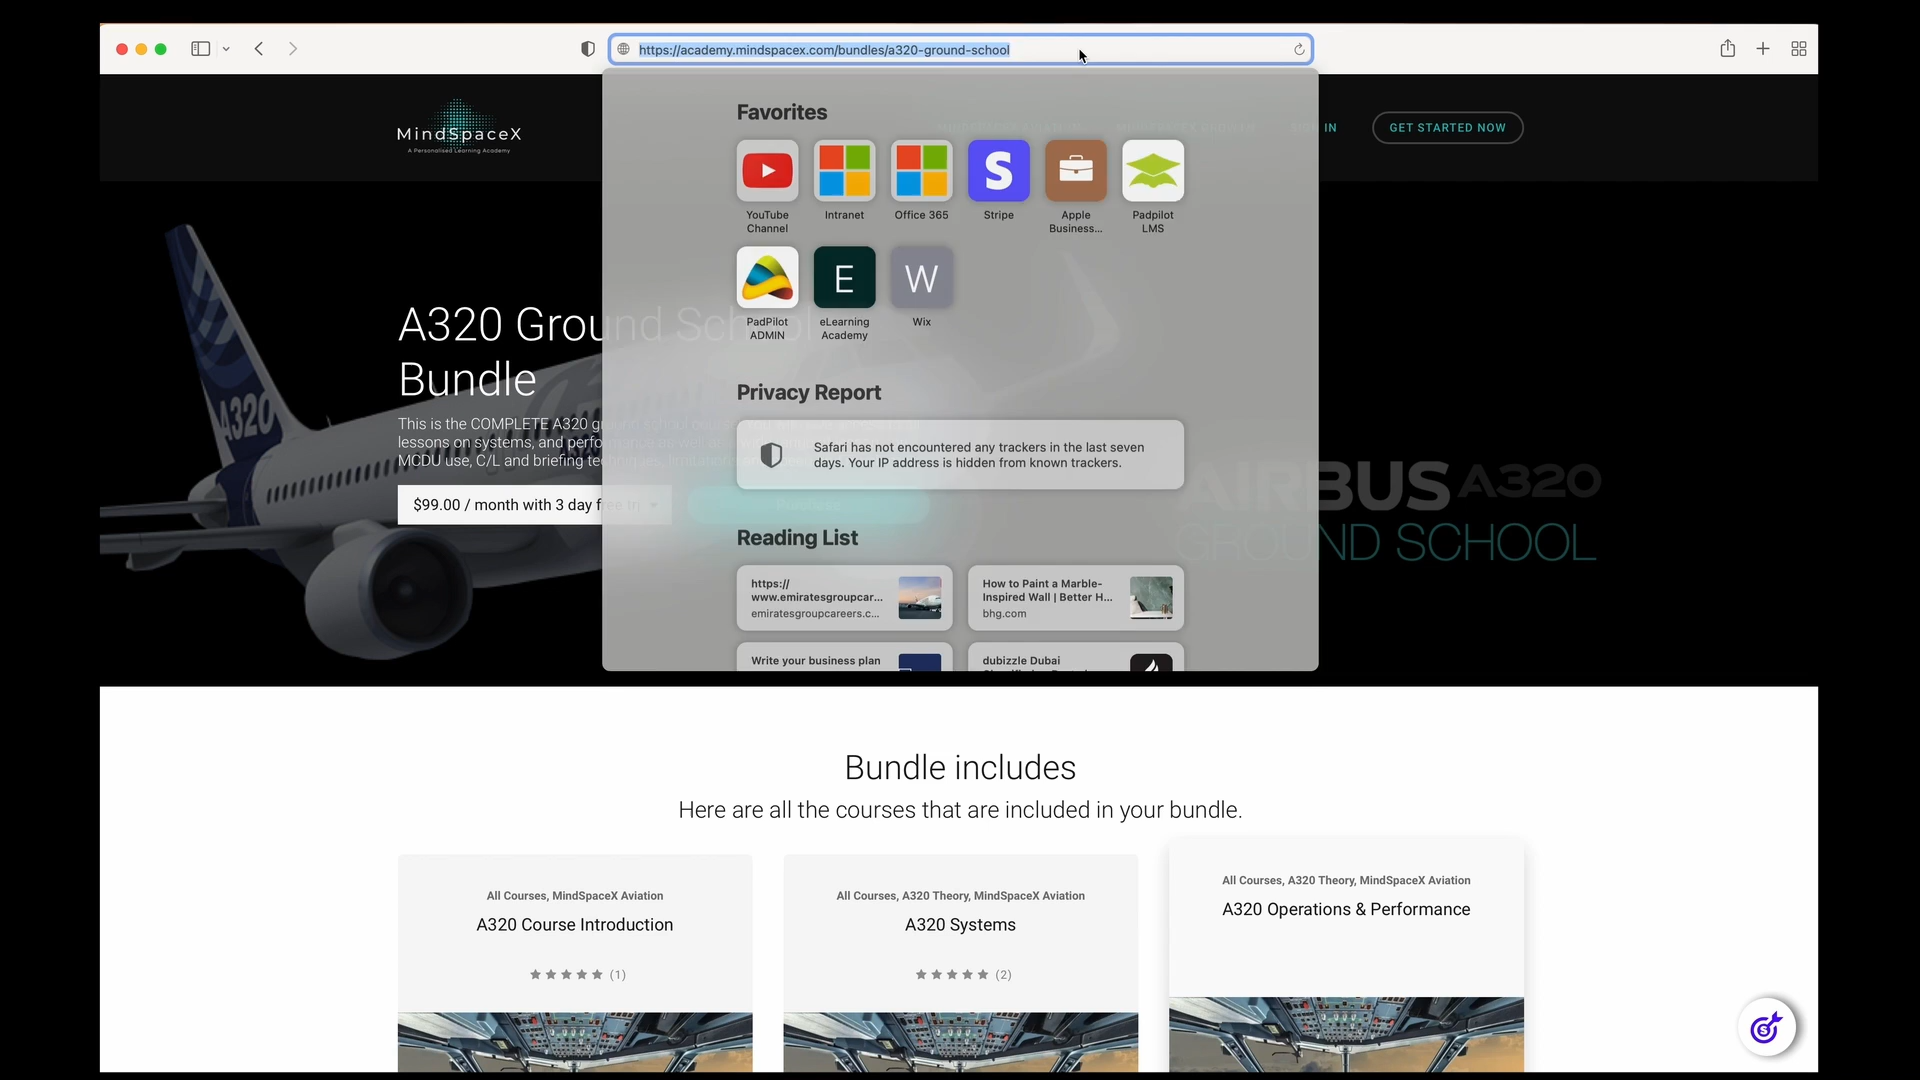 https://academy.mindspacex.com/bundles/a320-ground-school
MindSpaceX
A Personalised Learning Academy
IN
GET STARTED NOW
Favorites
YouTube Channel
Intranet
Office 365
Stripe
Apple Business...
Padpilot LMS
E
W
PadPilot ADMIN
eLearning Academy
Wix
A320
A320 Ground School
Bundle
This is the COMPLETE A320
lessons on systems, and
MCDU use, C/L and briefing
$99.00 / month with 3 day free
Purchase
Privacy Report
Safari has not encountered any trackers in the last seven
days. Your IP address is hidden from known trackers.
AIRBUS A320
GROUND SCHOOL
Reading List
https://
www.emiratesgroupcar...
emiratesgroupcareers.c...
How to Paint a Marble-
Inspired Wall | Better H...
bhg.com
Write your business plan
dubizzle Dubai
Bundle includes
Here are all the courses that are included in your bundle.
All Courses, MindSpaceX Aviation
A320 Course Introduction
(1)
All Courses, A320 Theory, MindSpaceX Aviation
A320 Systems
(2)
All Courses, A320 Theory, MindSpaceX Aviation
A320 Operations & Performance